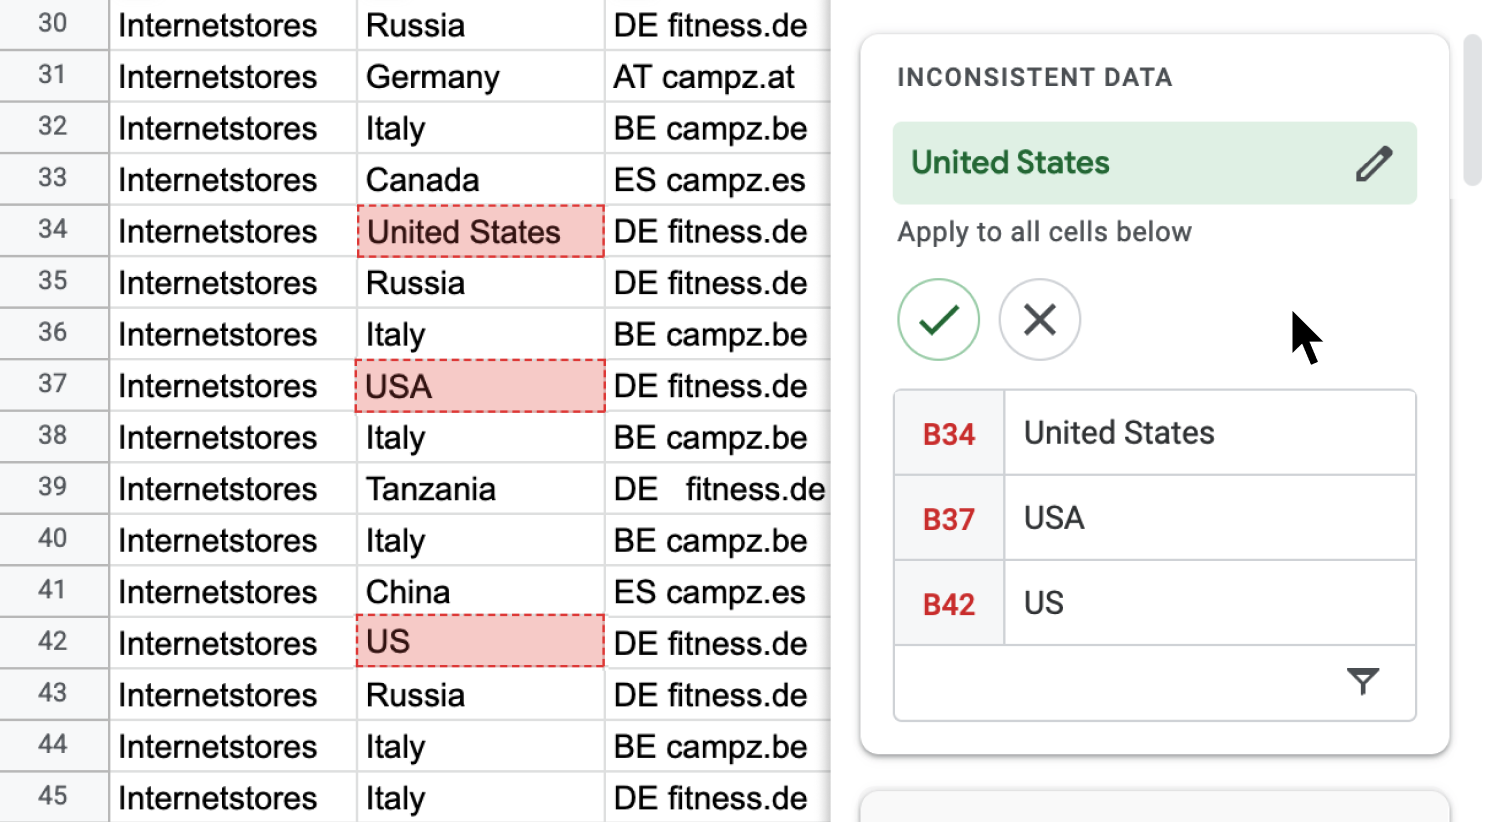 30 Internetstores Russia DE fitness.de
31 Internetstores Germany AT campz.at
32 Internetstores Italy BE campz.be
33 Internetstores Canada ES campz.es
34 Internetstores United States DE fitness.de
35 Internetstores Russia DE fitness.de
36 Internetstores Italy BE campz.be
37 Internetstores USA DE fitness.de
38 Internetstores Italy BE campz.be
39 Internetstores Tanzania DE   fitness.de
40 Internetstores Italy BE campz.be
41 Internetstores China ES campz.es
42 Internetstores US DE fitness.de
43 Internetstores Russia DE fitness.de
44 Internetstores Italy BE campz.be
45 Internetstores Italy DE fitness.de
INCONSISTENT DATA
United States
Apply to all cells below
B34 United States
B37 USA
B42 US